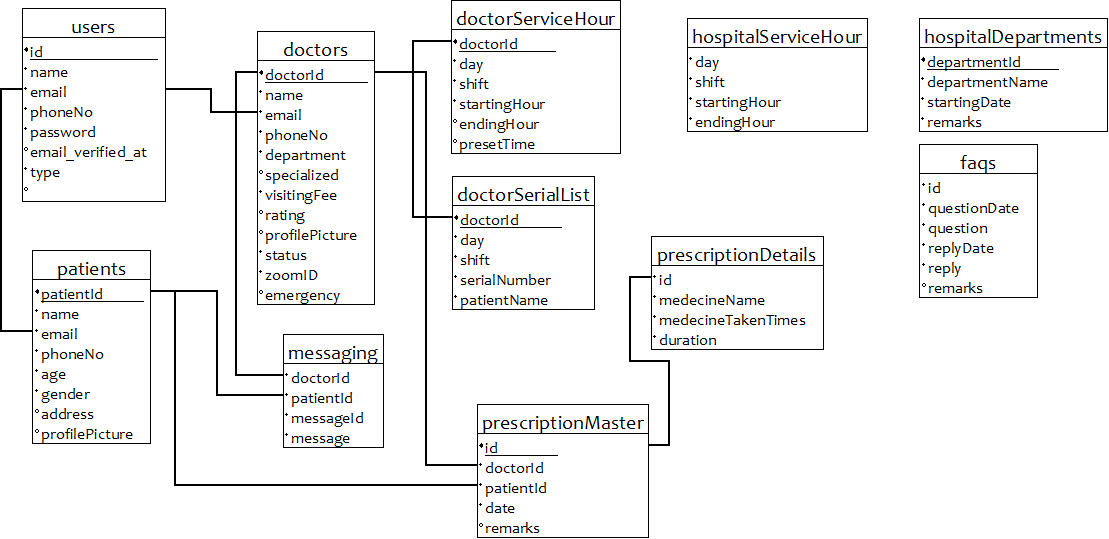 users
id
name
email
phoneNo
password
email_verified_at
type
doctors
doctorId
name
email
phoneNo
department
specialized
visitingFee
rating
profilePicture
status
zoomID
emergency
doctorServiceHour
doctorId
day
shift
startingHour
endingHour
presetTime
hospitalServiceHour
day
shift
startingHour
endingHour
hospitalDepartments
departmentId
departmentName
startingDate
remarks
faqs
id
questionDate
question
replyDate
reply
remarks
doctorSerialList
doctorId
day
shift
serialNumber
patientName
prescriptionDetails
id
medecineName
medecineTakenTimes
duration
patients
patientId
name
email
phoneNo
age
gender
address
profilePicture
messaging
doctorId
patientId
messageId
message
prescriptionMaster
id
doctorId
patientId
date
remarks